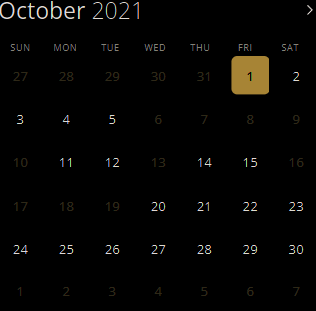 October 2021
SUN MON TUE WED THU FRI SAT
27 28 29 30 31 1 2
3 4 5 6 7 8 9
10 11 12 13 14 15 16
17 18 19 20 21 22 23
24 25 26 27 28 29 30
1 2 3 4 5 6 7